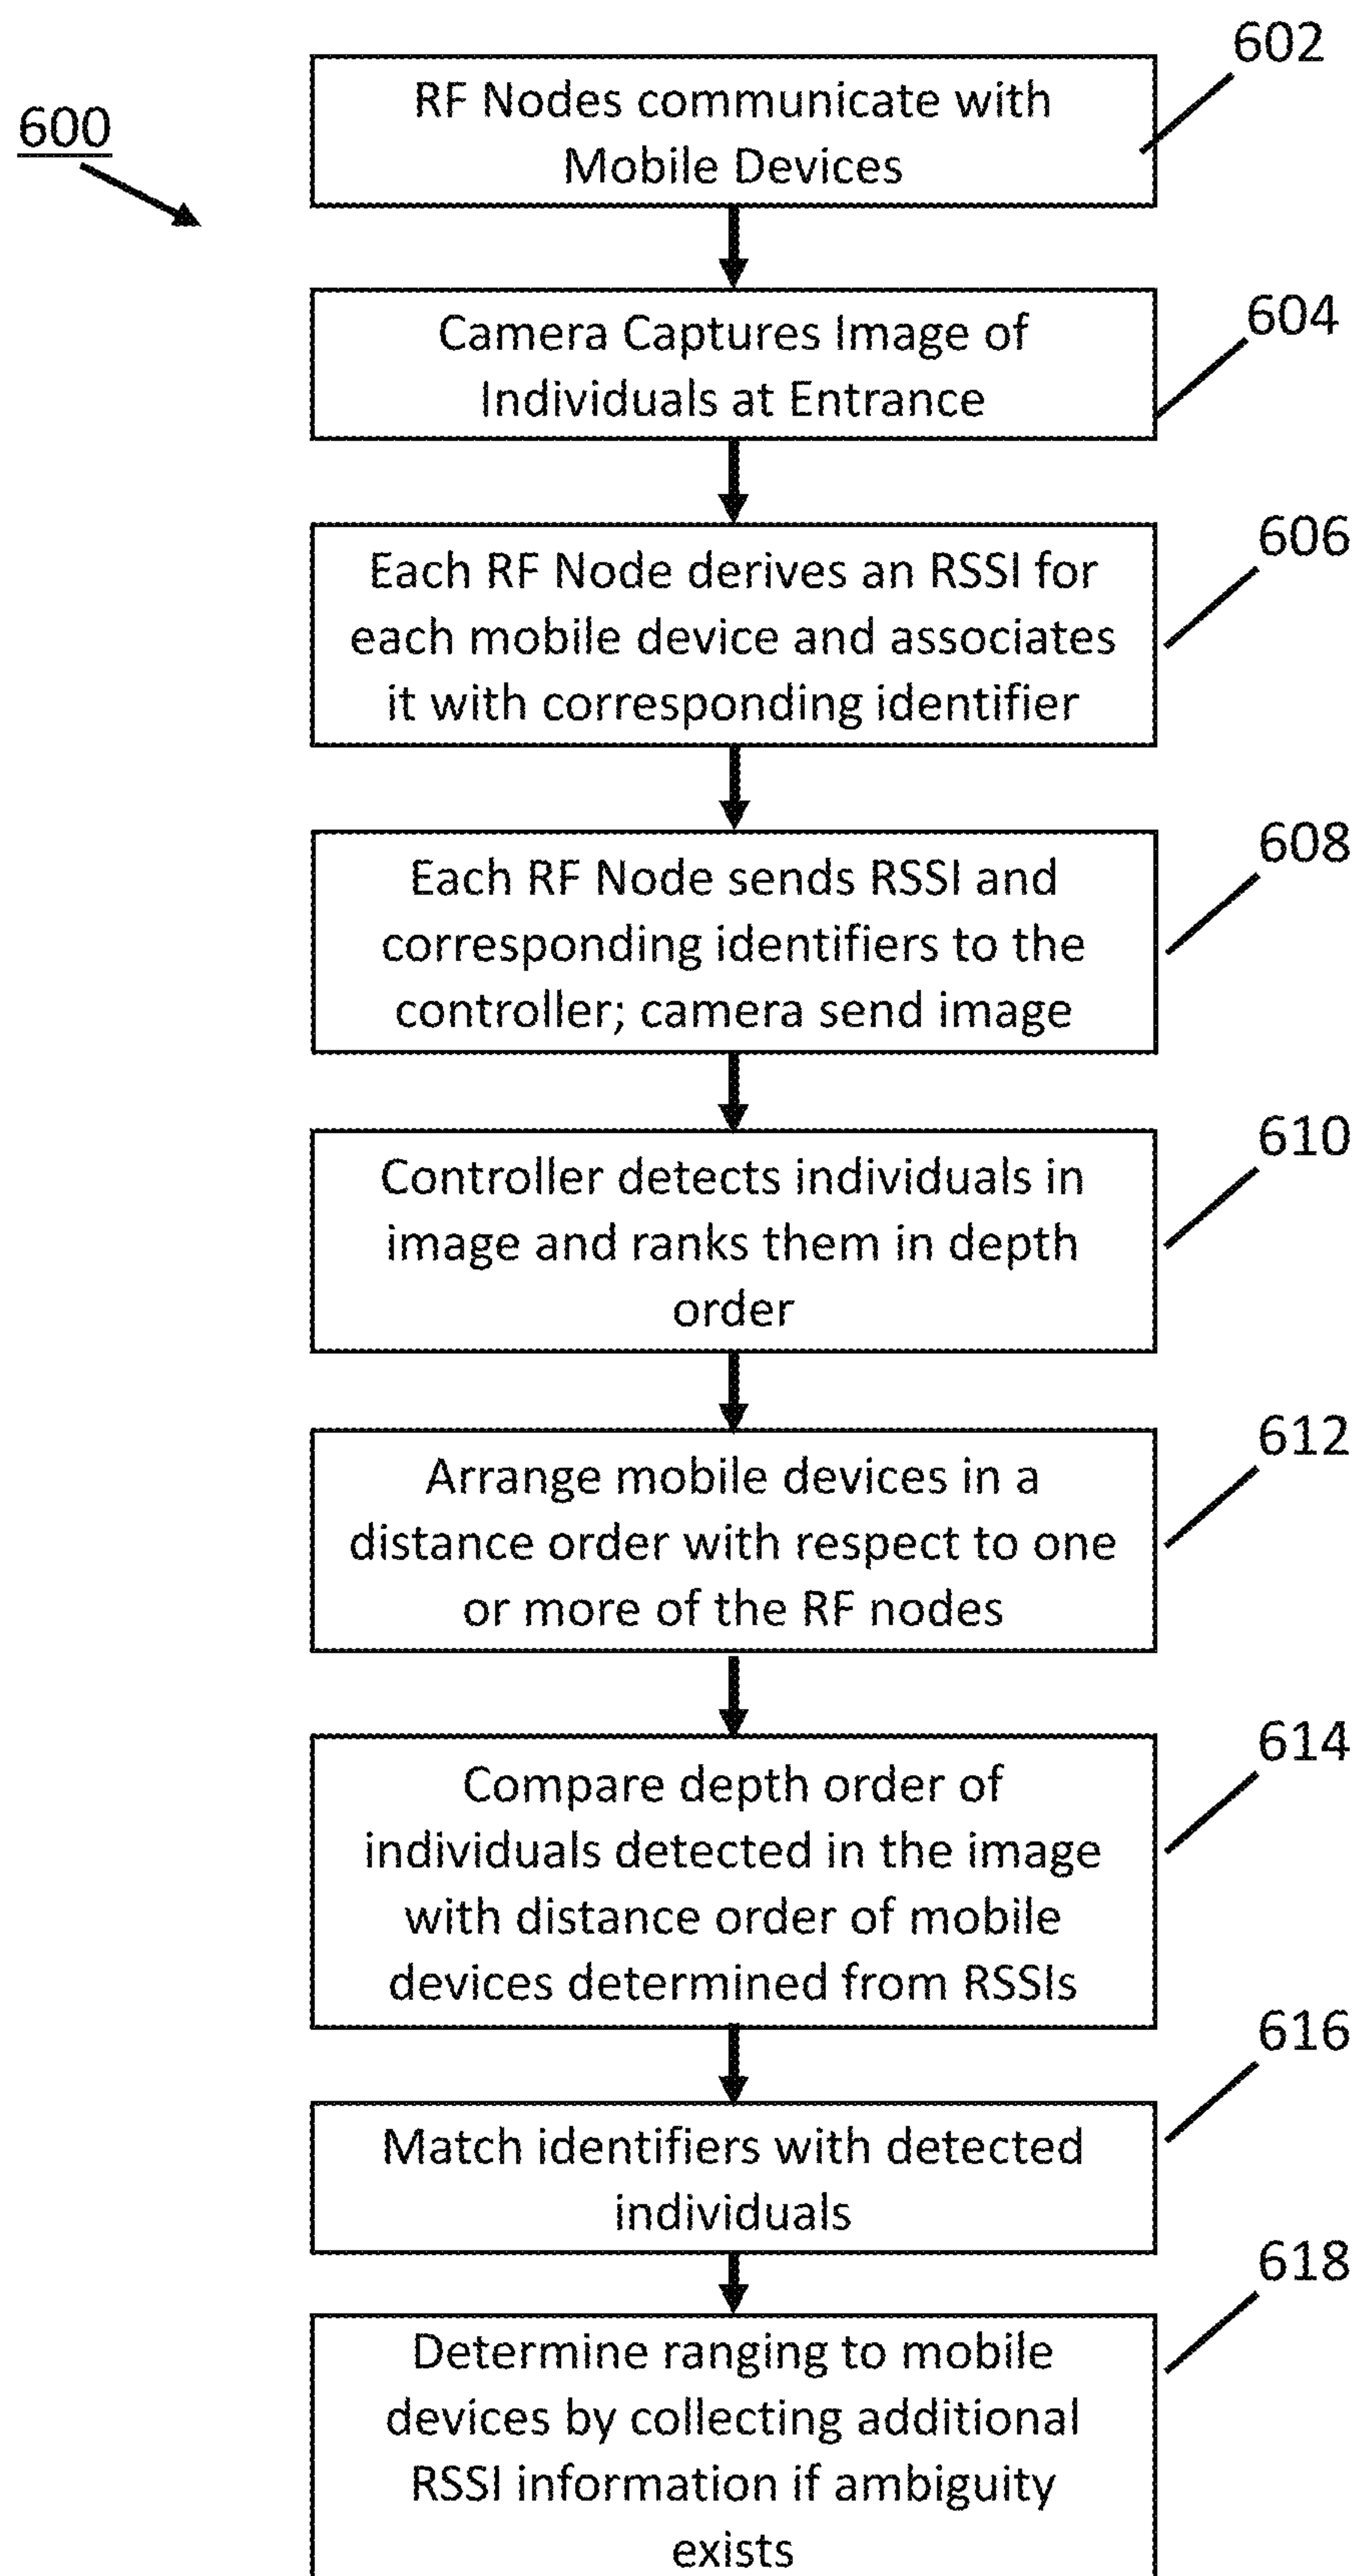 600
602
RF Nodes communicate with
Mobile Devices
604
Camera Captures Image of
Individuals at Entrance
606
Each RF Node derives an RSSI for
each mobile device and associates
it with corresponding identifier
608
Each RF Node sends RSSI and
corresponding identifiers to the
controller; camera send image
610
Controller detects individuals in
image and ranks them in depth
order
612
Arrange mobile devices in a
distance order with respect to one
or more of the RF nodes
614
Compare depth order of
individuals detected in the image
with distance order of mobile
devices determined from RSSIs
616
Match identifiers with detected
individuals
618
Determine ranging to mobile
devices by collecting additional
RSSI information if ambiguity
exists